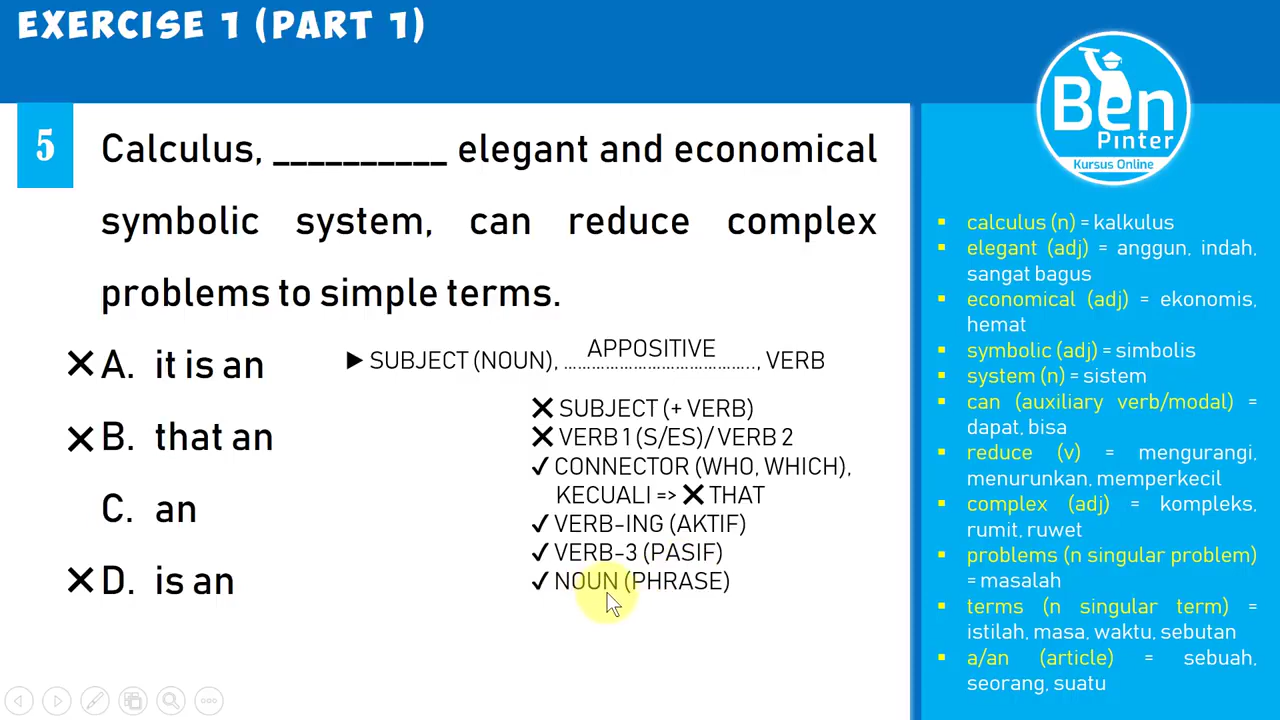 EXERCISE 1 (PART 1)
5
Calculus, __________ elegant and economical
symbolic system, can reduce complex
problems to simple terms.
✕ A. it is an
✕ B. that an
C. an
✕ D. is an
APPOSITIVE
► SUBJECT (NOUN), ……………………………….., VERB
✕ SUBJECT (+ VERB)
✕ VERB 1 (S/ES)/ VERB 2
✓ CONNECTOR (WHO, WHICH),
KECUALI => ✕ THAT
✓ VERB-ING (AKTIF)
✓ VERB-3 (PASIF)
✓ NOUN (PHRASE)
Ben
Pinter
Kursus Online
▪ calculus (n) = kalkulus
▪ elegant (adj) = anggun, indah,
sangat bagus
▪ economical (adj) = ekonomis,
hemat
▪ symbolic (adj) = simbolis
▪ system (n) = sistem
▪ can (auxiliary verb/modal) =
dapat, bisa
▪ reduce (v) = mengurangi,
menurunkan, memperkecil
▪ complex (adj) = kompleks,
rumit, ruwet
▪ problems (n singular problem)
= masalah
▪ terms (n singular term) =
istilah, masa, waktu, sebutan
▪ a/an (article) = sebuah,
seorang, suatu